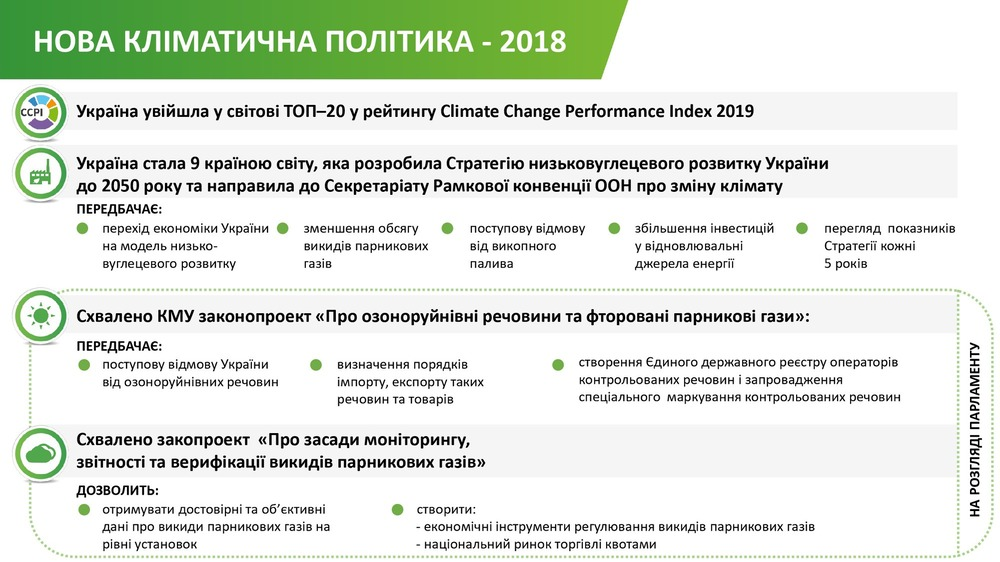 НОВА КЛІМАТИЧНА ПОЛІТИКА - 2018
CCPI
Україна увійшла у світові ТОП–20 у рейтингу Climate Change Performance Index 2019
Україна стала 9 країною світу, яка розробила Стратегію низьковуглецевого розвитку України
до 2050 року та направила до Секретаріату Рамкової конвенції ООН про зміну клімату
ПЕРЕДБАЧАЄ:
перехід економіки України
на модель низько-
вуглецевого розвитку
зменшення обсягу
викидів парникових
газів
поступову відмову
від викопного
палива
збільшення інвестицій
у відновлювальні
джерела енергії
перегляд показників
Стратегії кожні
5 років
Схвалено КМУ законопроект «Про озоноруйнівні речовини та фторовані парникові гази»:
ПЕРЕДБАЧАЄ:
поступову відмову України
від озоноруйнівних речовин
визначення порядків
імпорту, експорту таких
речовин та товарів
створення Єдиного державного реєстру операторів
контрольованих речовин і запровадження
спеціального маркування контрольованих речовин
Схвалено закопроект «Про засади моніторингу,
звітності та верифікації викидів парникових газів»
ДОЗВОЛИТЬ:
отримувати достовірні та об’єктивні
дані про викиди парникових газів на
рівні установок
створити:
- економічні інструменти регулювання викидів парникових газів
- національний ринок торгівлі квотами
НА РОЗГЛЯДІ ПАРЛАМЕНТУ